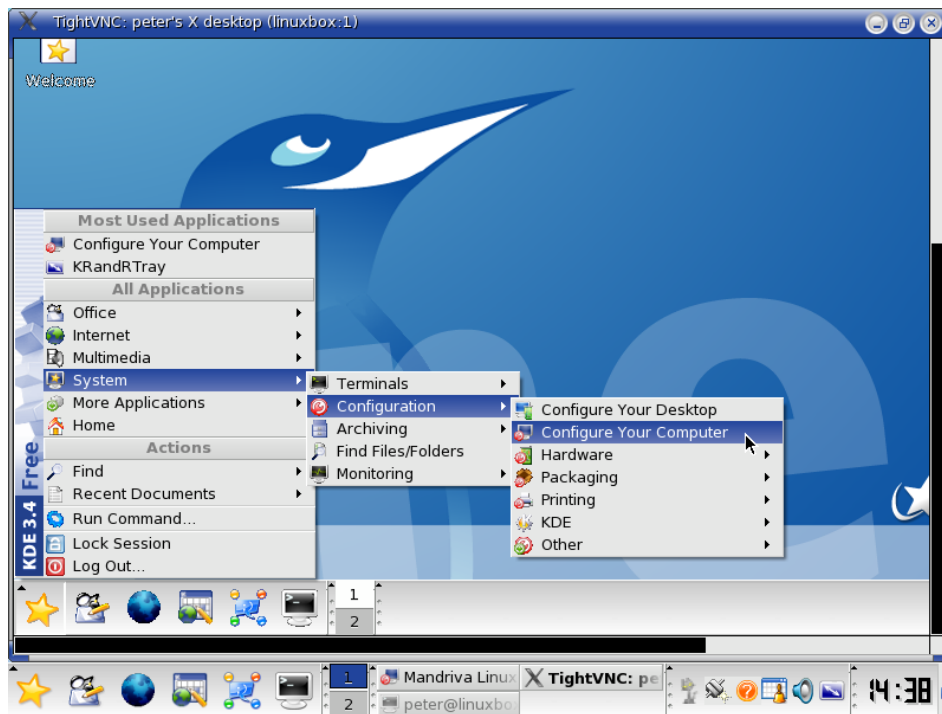 TightVNC: peter's X desktop (linuxbox:1)
Welcome
Most Used Applications
Configure Your Computer
KRandRTray
All Applications
Office
Internet
Multimedia
System
More Applications
Home
Actions
Find
Recent Documents
Run Command...
Lock Session
Log Out...
KDE 3.4 Free
Terminals
Configuration
Archiving
Find Files/Folders
Monitoring
Configure Your Desktop
Configure Your Computer
Hardware
Packaging
Printing
KDE
Other
1
2
1
2
Mandriva Linux
peter@linuxbo
TightVNC: pe
14:38